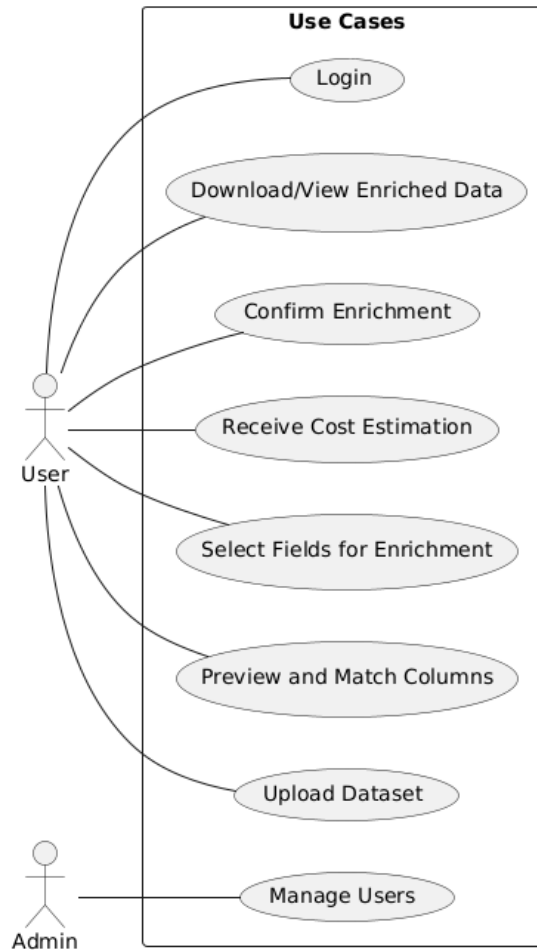 Use Cases
Login
Download/View Enriched Data
Confirm Enrichment
Receive Cost Estimation
User
Select Fields for Enrichment
Preview and Match Columns
Upload Dataset
Manage Users
Admin